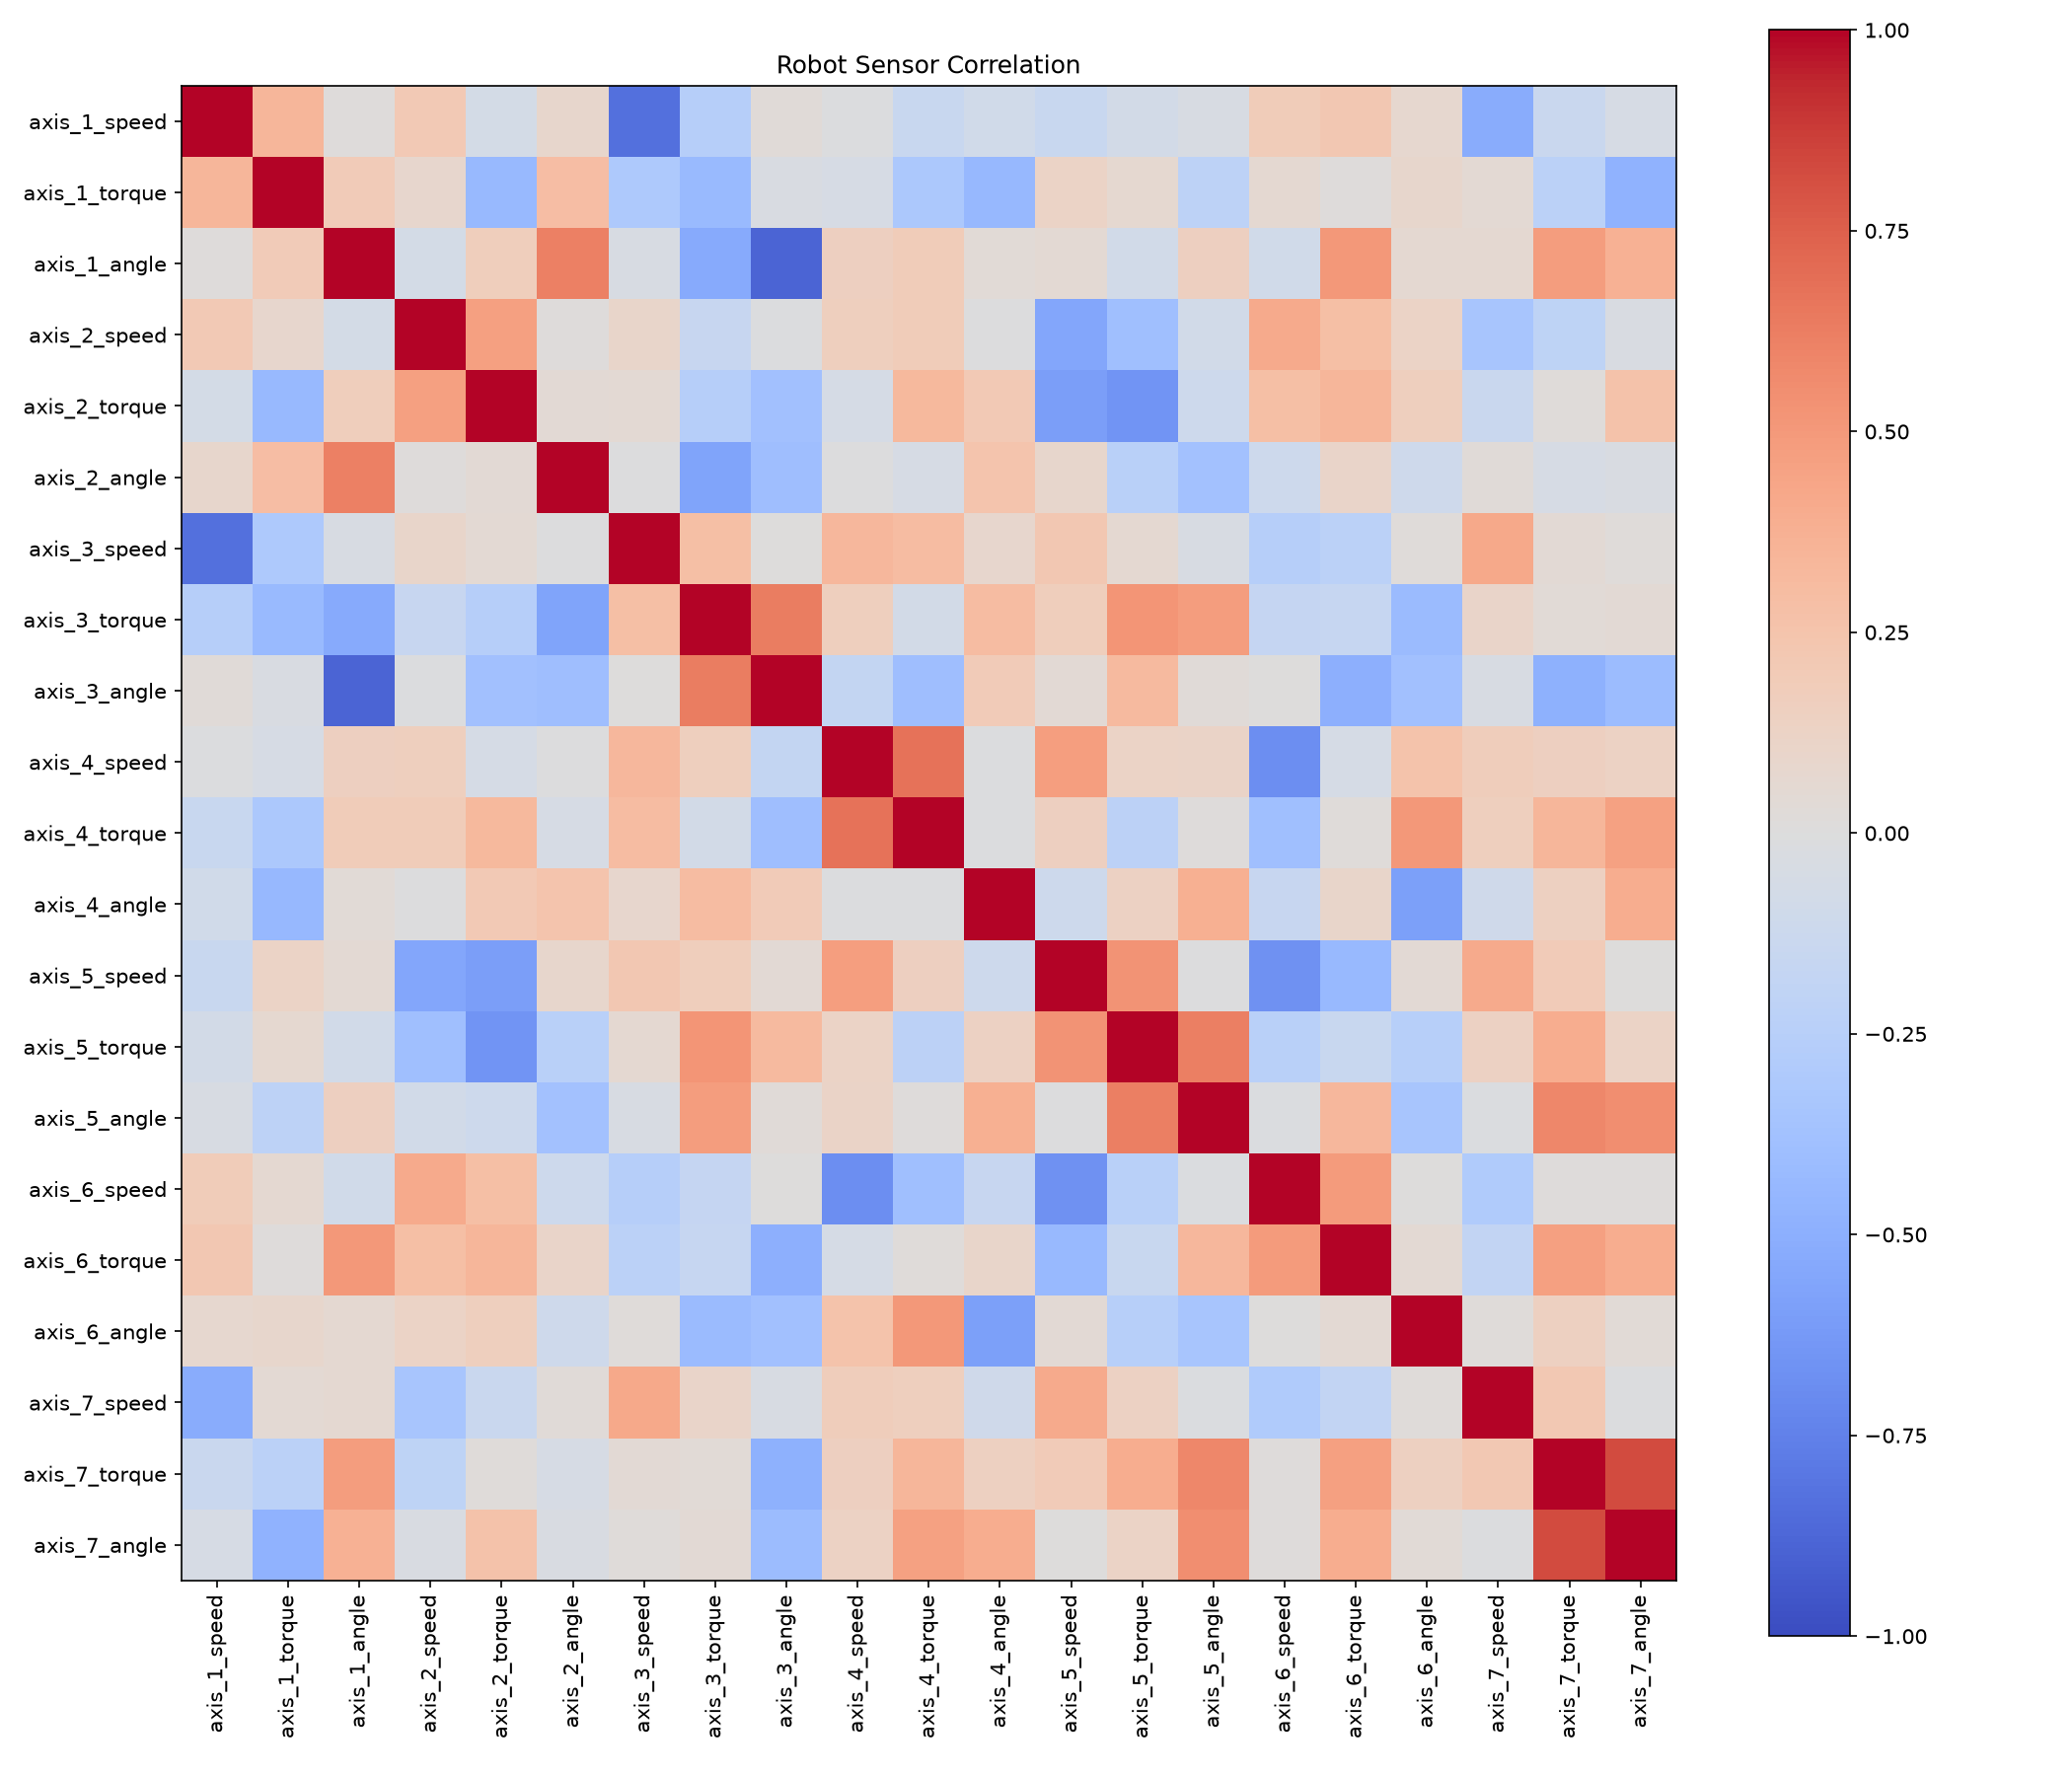 Robot Sensor Correlation
axis_1_speed
axis_1_torque
axis_1_angle
axis_2_speed
axis_2_torque
axis_2_angle
axis_3_speed
axis_3_torque
axis_3_angle
axis_4_speed
axis_4_torque
axis_4_angle
axis_5_speed
axis_5_torque
axis_5_angle
axis_6_speed
axis_6_torque
axis_6_angle
axis_7_speed
axis_7_torque
axis_7_angle
axis_1_speed
axis_1_torque
axis_1_angle
axis_2_speed
axis_2_torque
axis_2_angle
axis_3_speed
axis_3_torque
axis_3_angle
axis_4_speed
axis_4_torque
axis_4_angle
axis_5_speed
axis_5_torque
axis_5_angle
axis_6_speed
axis_6_torque
axis_6_angle
axis_7_speed
axis_7_torque
axis_7_angle
1.00
0.75
0.50
0.25
0.00
−0.25
−0.50
−0.75
−1.00